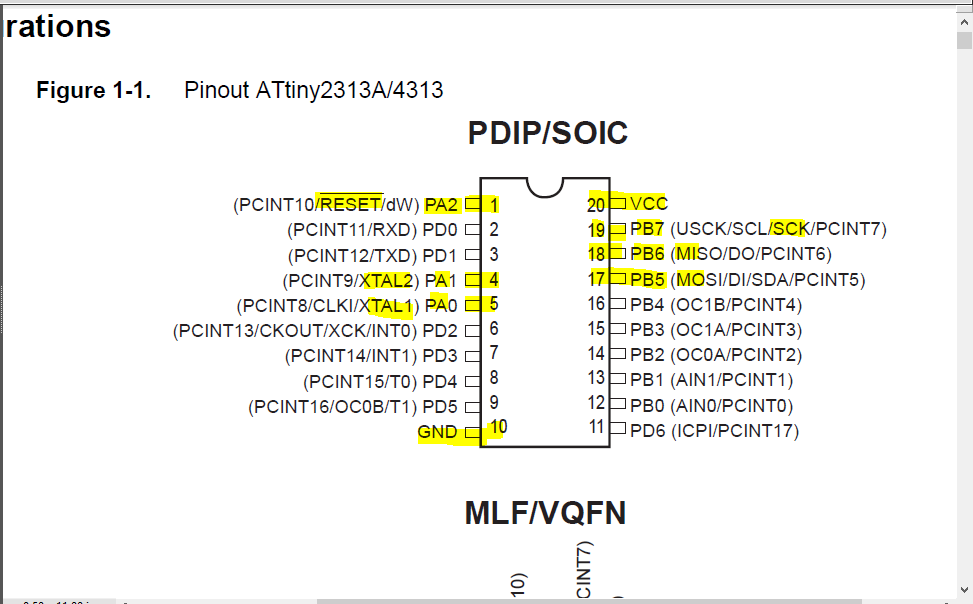 rations
Figure 1-1. Pinout ATtiny2313A/4313
PDIP/SOIC
(PCINT10/RESET/dW) PA2 1 20 VCC
(PCINT11/RXD) PD0 2 19 PB7 (USCK/SCL/SCK/PCINT7)
(PCINT12/TXD) PD1 3 18 PB6 (MISO/DO/PCINT6)
(PCINT9/XTAL2) PA1 4 17 PB5 (MOSI/DI/SDA/PCINT5)
(PCINT8/CLKI/XTAL1) PA0 5 16 PB4 (OC1B/PCINT4)
(PCINT13/CKOUT/XCK/INT0) PD2 6 15 PB3 (OC1A/PCINT3)
(PCINT14/INT1) PD3 7 14 PB2 (OC0A/PCINT2)
(PCINT15/T0) PD4 8 13 PB1 (AIN1/PCINT1)
(PCINT16/OC0B/T1) PD5 9 12 PB0 (AIN0/PCINT0)
GND 10 11 PD6 (ICPI/PCINT17)
MLF/VQFN
10)
CINT7)